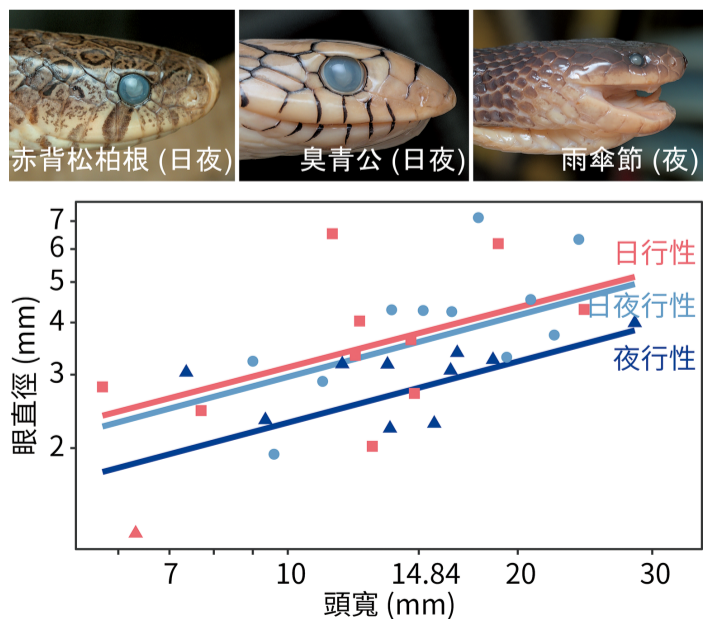 赤背松柏根 (日夜)
臭青公 (日夜)
雨傘節 (夜)
7
6
5
4
3
2
眼直徑 (mm)
日行性
日夜行性
夜行性
7
10
14.84
20
30
頭寬 (mm)